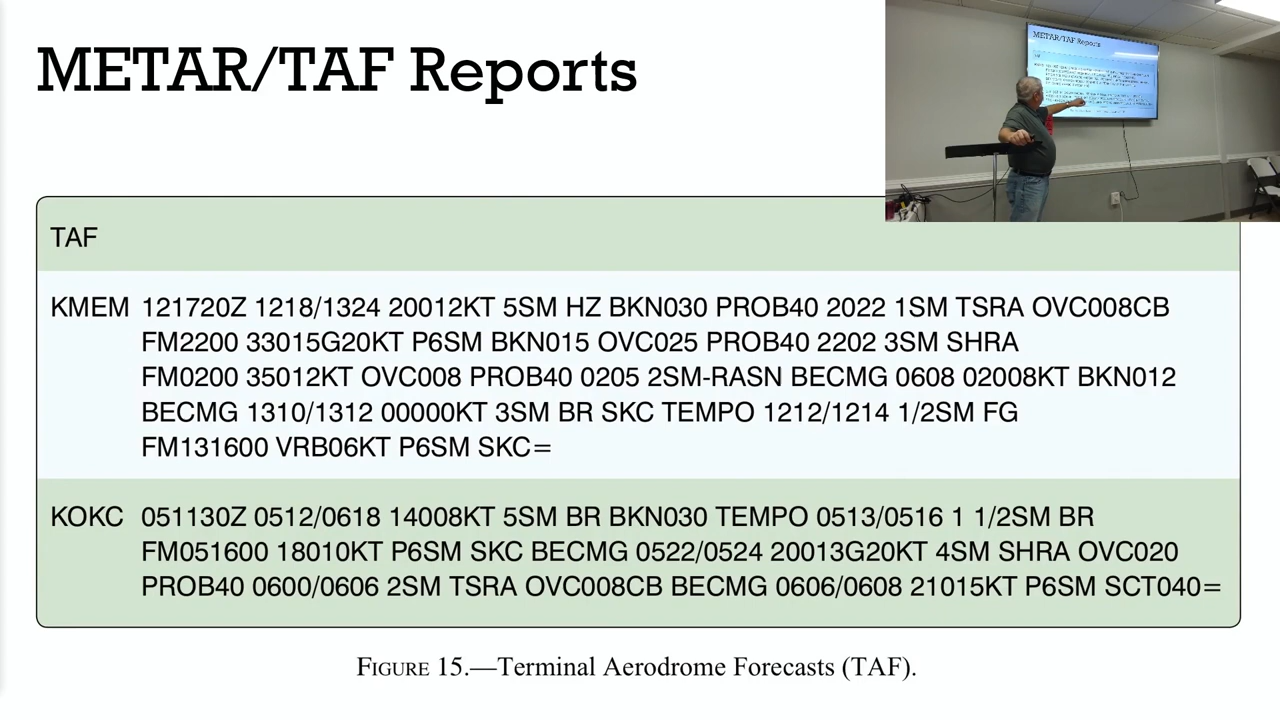 METAR/TAF Reports
METAR/TAF Reports
TAF
KMEM 121720Z 1218/1324 20012KT 5SM HZ BKN030 PROB40 2022 1SM TSRA OVC008CB
FM2200 33015G20KT P6SM BKN015 OVC025 PROB40 2202 3SM SHRA
FM0200 35012KT OVC008 PROB40 0205 2SM-RASN BECMG 0608 02008KT BKN012
BECMG 1310/1312 00000KT 3SM BR SKC TEMPO 1212/1214 1/2SM FG
FM131600 VRB06KT P6SM SKC=
KOKC 051130Z 0512/0618 14008KT 5SM BR BKN030 TEMPO 0513/0516 1 1/2SM BR
FM051600 18010KT P6SM SKC BECMG 0522/0524 20013G20KT 4SM SHRA OVC020
PROB40 0600/0606 2SM TSRA OVC008CB BECMG 0606/0608 21015KT P6SM SCT040=
FIGURE 15.—Terminal Aerodrome Forecasts (TAF).